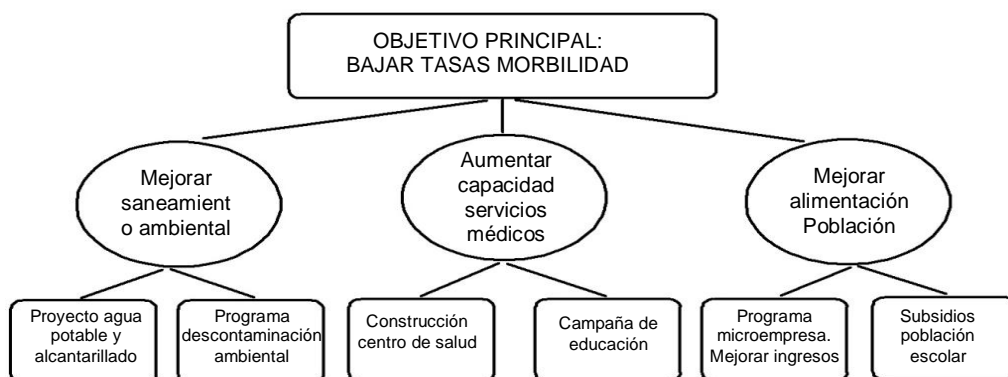 OBJETIVO PRINCIPAL:
BAJAR TASAS MORBILIDAD
Mejorar
saneamient
o ambiental
Aumentar
capacidad
servicios
médicos
Mejorar
alimentación
Población
Proyecto agua
potable y
alcantarillado
Programa
descontaminación
ambiental
Construcción
centro de salud
Campaña de
educación
Programa
microempresa.
Mejorar ingresos
Subsidios
población
escolar